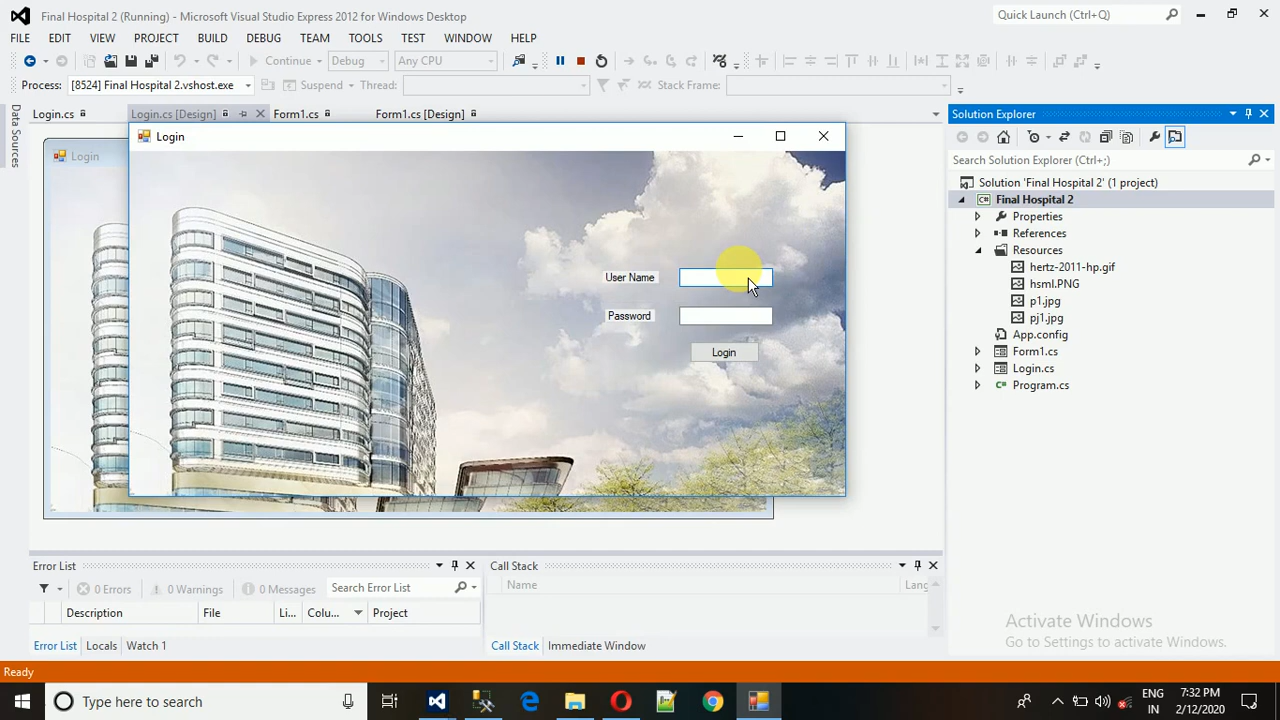 Final Hospital 2 (Running) - Microsoft Visual Studio Express 2012 for Windows Desktop
Quick Launch (Ctrl+Q)
FILE EDIT VIEW PROJECT BUILD DEBUG TEAM TOOLS TEST WINDOW HELP
Continue Debug Any CPU
Process: [8524] Final Hospital 2.vshost.exe Suspend Thread: Stack Frame:
Data Sources
Login.cs Login.cs [Design] Form1.cs Form1.cs [Design]
Login
Login
User Name
Password
Login
Solution Explorer
Search Solution Explorer (Ctrl+;)
Solution 'Final Hospital 2' (1 project)
C# Final Hospital 2
Properties
References
Resources
hertz-2011-hp.gif
hsml.PNG
p1.jpg
pj1.jpg
App.config
Form1.cs
Login.cs
Program.cs
Error List
0 Errors 0 Warnings 0 Messages Search Error List
Description File Li... Colu... Project
Error List Locals Watch 1
Call Stack
Name Lang
Call Stack Immediate Window
Activate Windows
Go to Settings to activate Windows.
Ready
Type here to search
ENG
IN
7:32 PM
2/12/2020